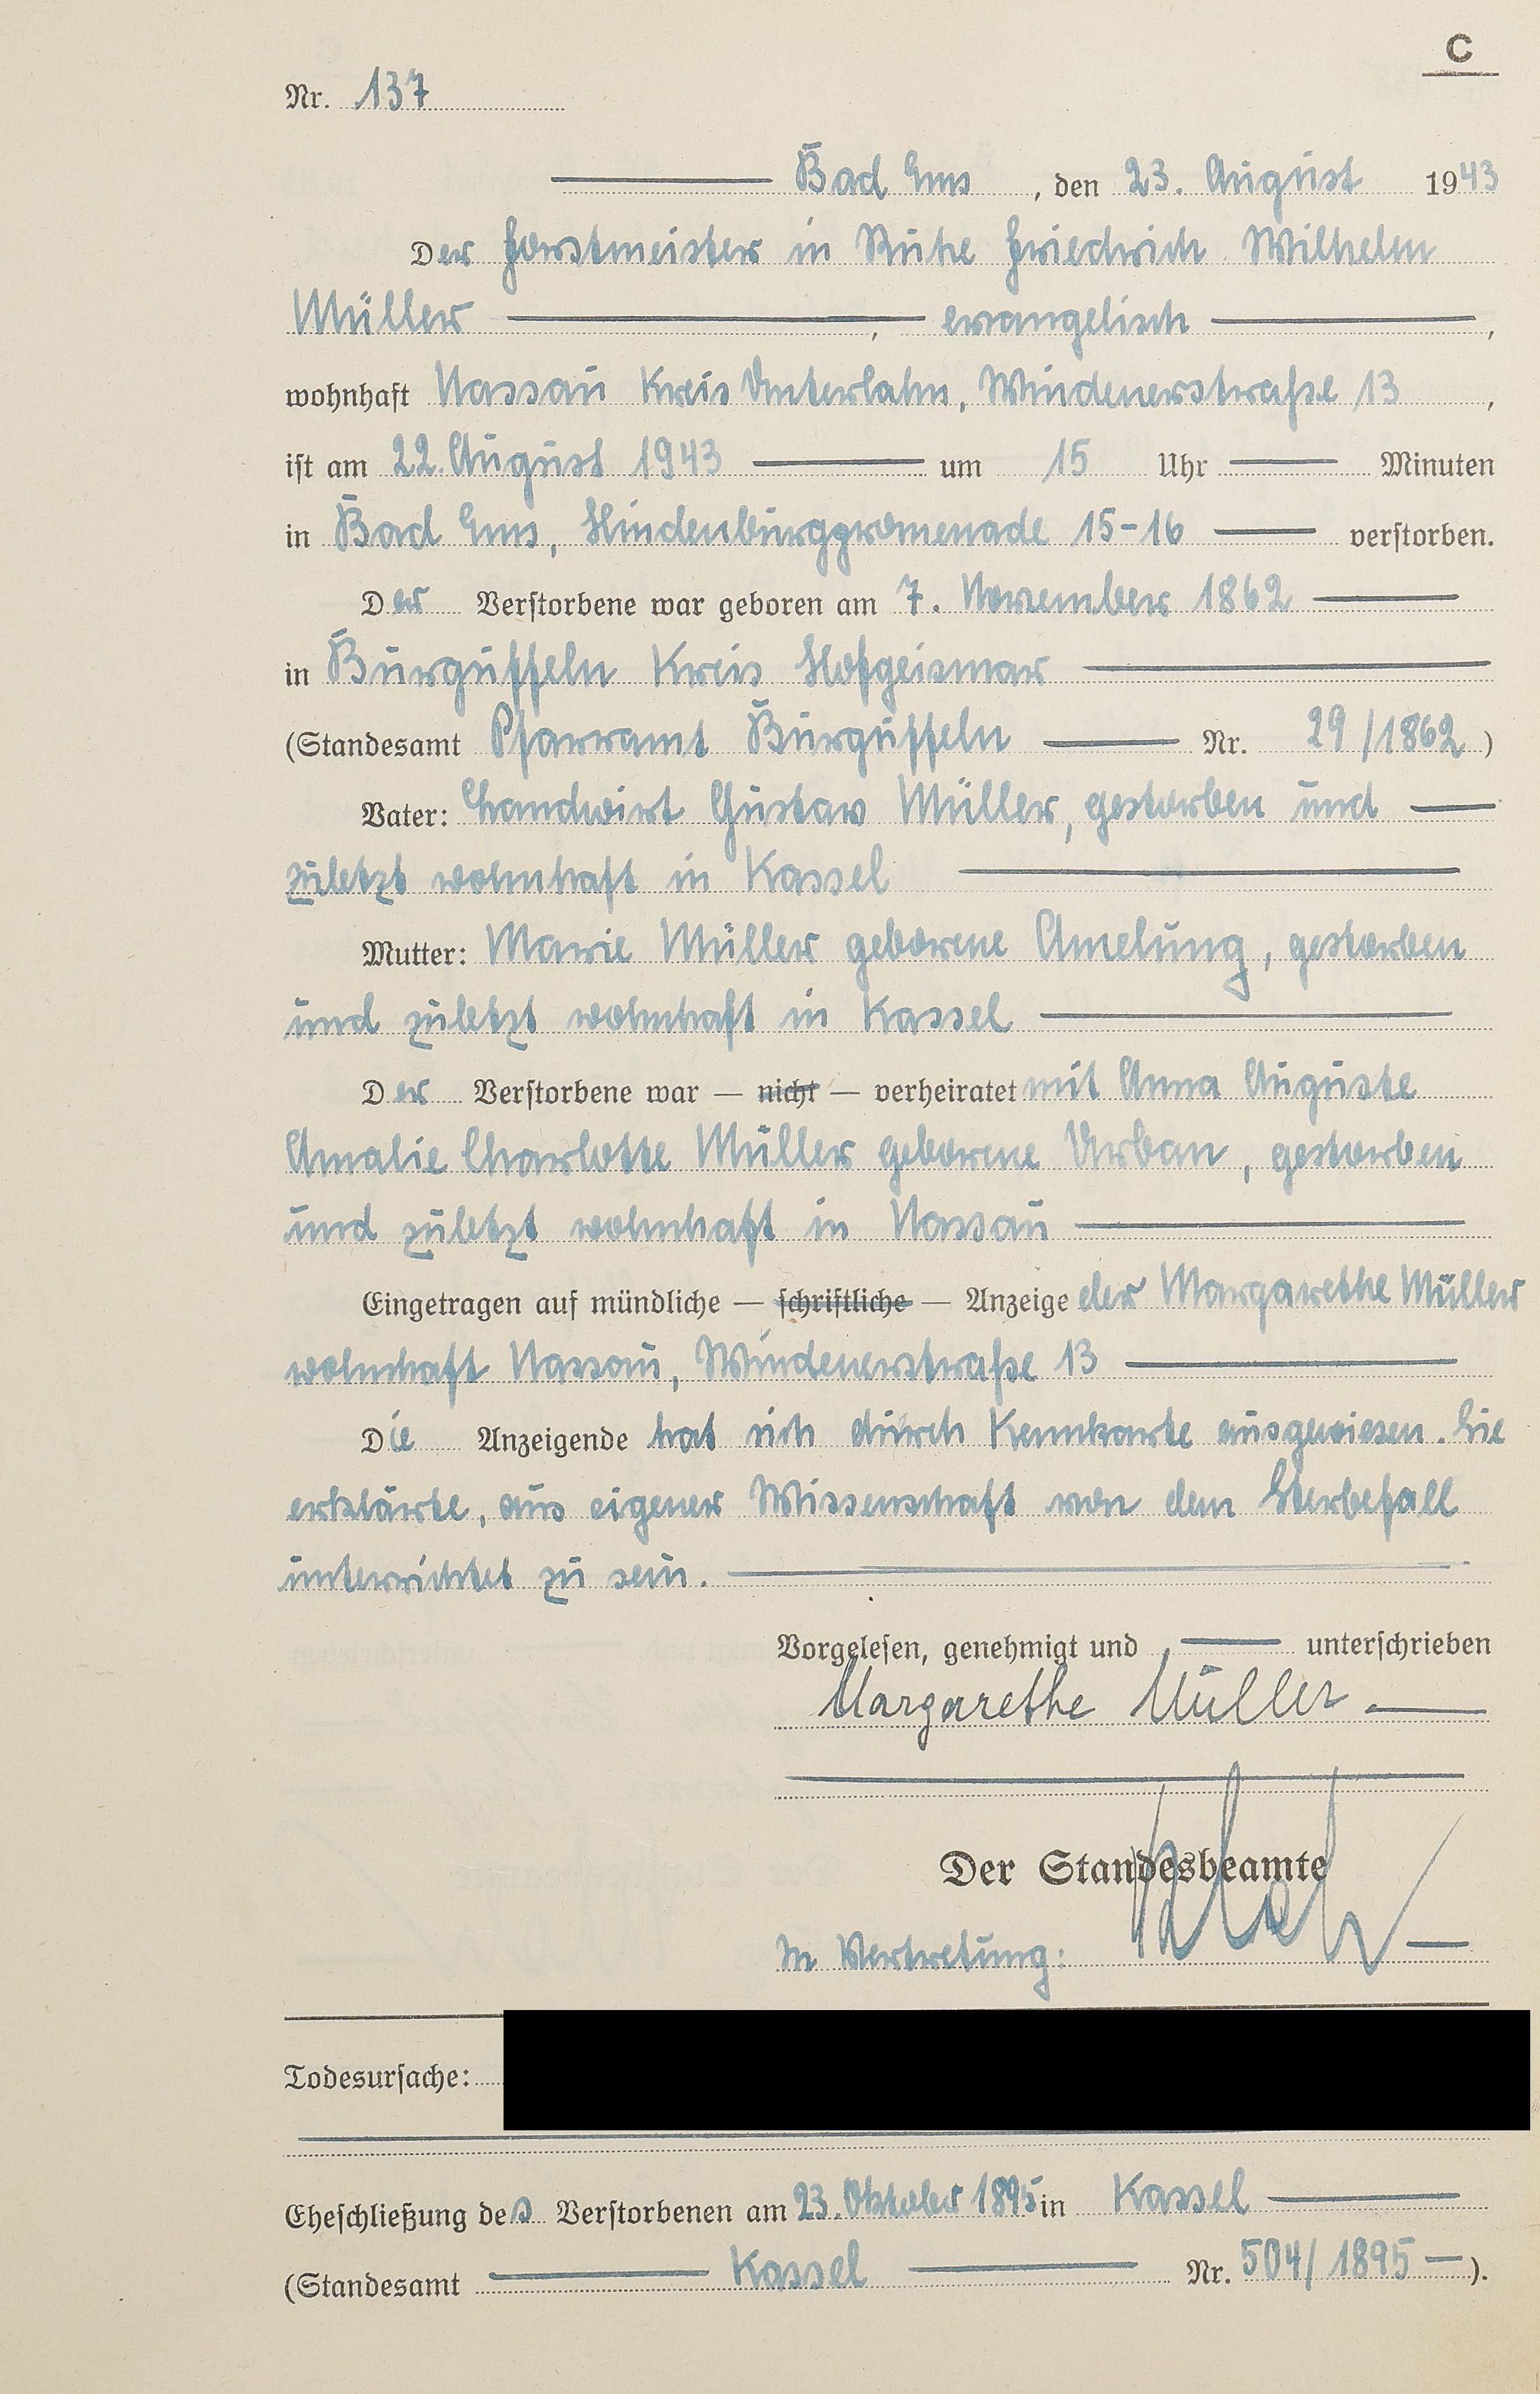 C
Nr. 137
Bad Ems, den 23. August 1943
Der Forstmeister in Ruhe Friedrich Wilhelm
Müller, evangelisch,
wohnhaft Nassau Kreis Unterlahn, Windenerstraße 13,
ist am 22. August 1943 um 15 Uhr Minuten
in Bad Ems, Hindenburgpromenade 15-16 verstorben.
Der Verstorbene war geboren am 7. November 1862
in Burguffeln Kreis Hofgeismar
(Standesamt Pfarramt Burguffeln Nr. 29/1862)
Vater: Landwirt Gustav Müller, gestorben und
zuletzt wohnhaft in Kassel
Mutter: Marie Müller geborene Amelung, gestorben
und zuletzt wohnhaft in Kassel
Der Verstorbene war — nicht — verheiratet mit Anna Auguste
Amalie Charlotte Müller geborene Urban, gestorben
und zuletzt wohnhaft in Nassau
Eingetragen auf mündliche — schriftliche — Anzeige der Margarethe Müller
wohnhaft Nassau, Windenerstraße 13
Die Anzeigende hat sich durch Kennkarte ausgewiesen. Sie
erklärte, aus eigener Wissenschaft von dem Sterbefall
unterrichtet zu sein.
Vorgelesen, genehmigt und unterschrieben
Margarethe Müller
Der Standesbeamte
In Vertretung:
Todesursache:
Eheschließung des Verstorbenen am 23. Oktober 1895 in Kassel
(Standesamt Kassel Nr. 504/1895).